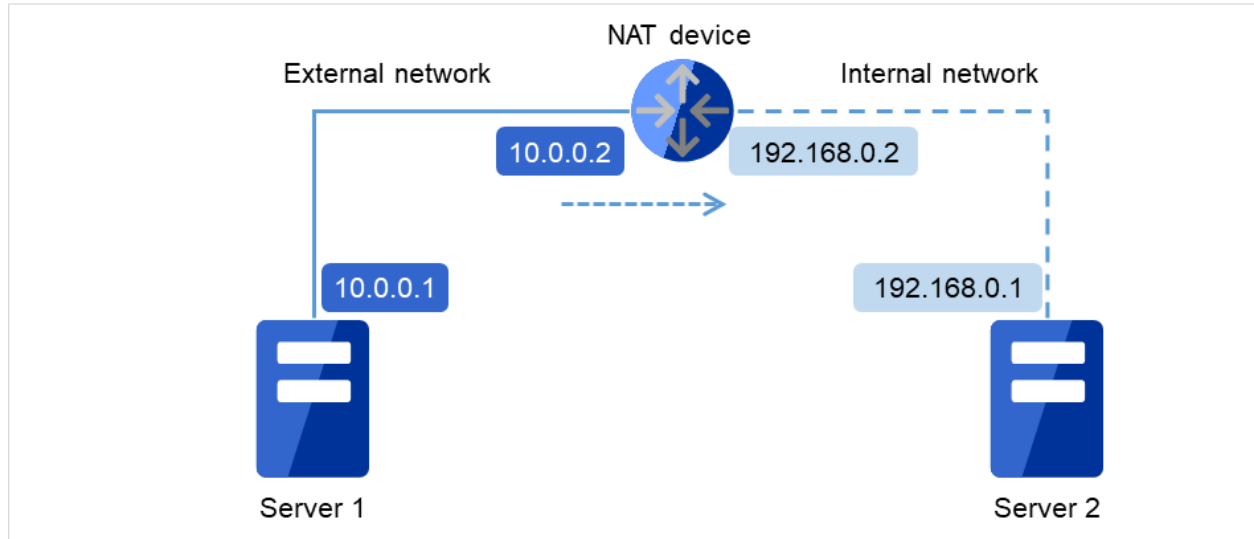 NAT device
External network
Internal network
10.0.0.2
192.168.0.2
10.0.0.1
192.168.0.1
Server 1
Server 2